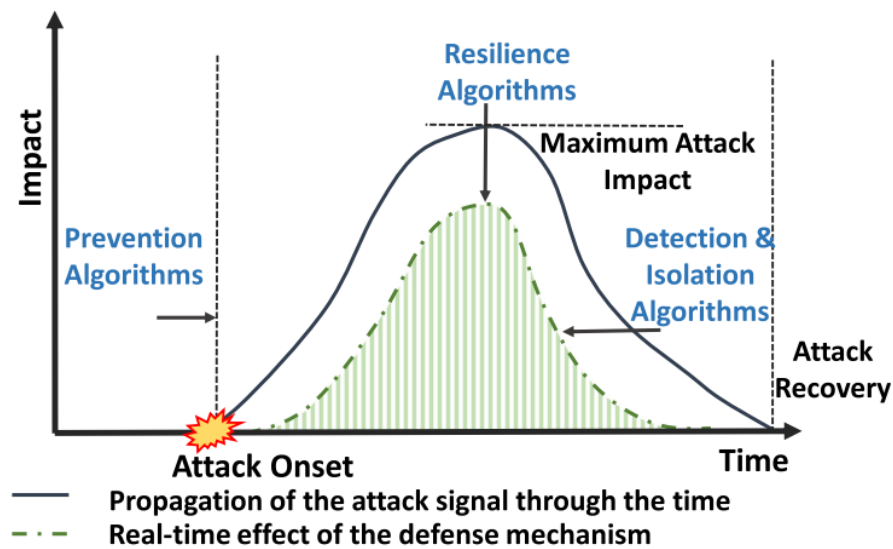 Resilience
Algorithms
Impact
Maximum Attack
Impact
Prevention
Algorithms
Detection &
Isolation
Algorithms
Attack
Recovery
Attack Onset
Time
Propagation of the attack signal through the time
Real-time effect of the defense mechanism